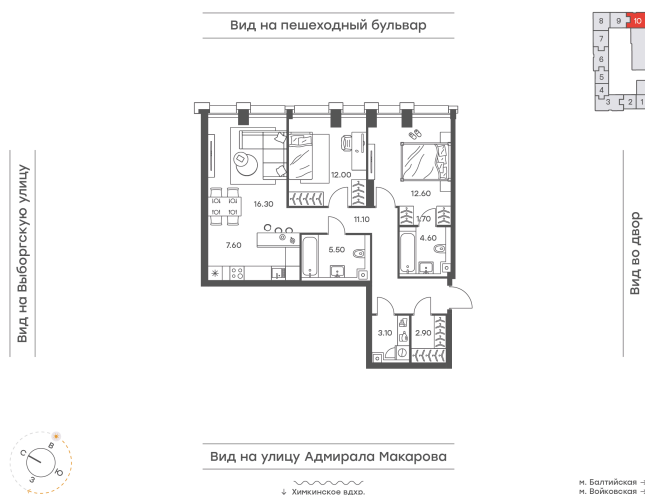 Вид на пешеходный бульвар
8 9 10
7
6
5
4
3 2 1
Вид на Выборгскую улицу
Вид во двор
12.00
16.30
12.60
11.10
1.70
7.60
5.50
4.60
3.10
2.90
С В Ю З
Вид на улицу Адмирала Макарова
↓ Химкинское вдхр.
м. Балтийская
м. Войковская